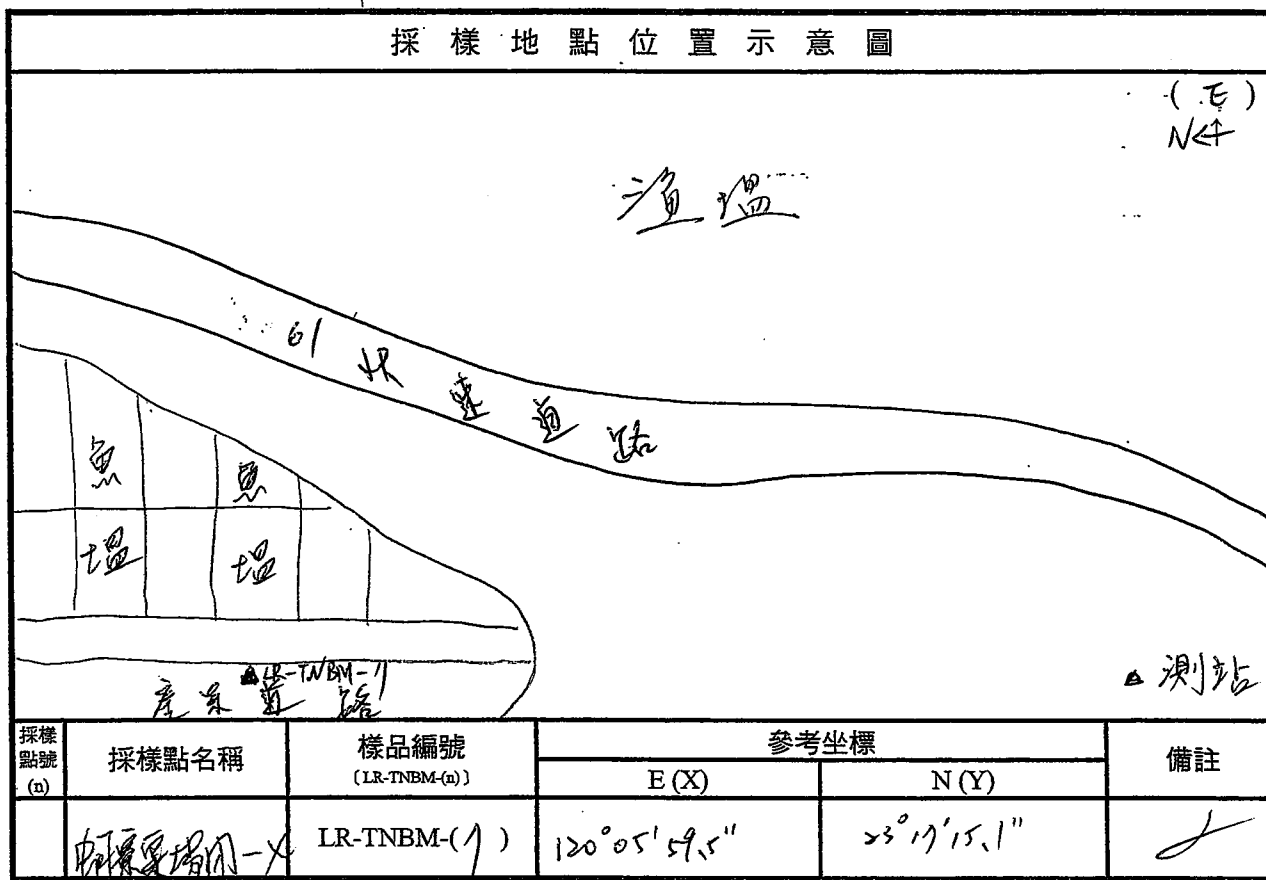 採樣地點位置示意圖
(E)
N
魚塭
61 快速道路
魚塭
魚塭
LR-TNBM-1
產業道路
測站
採樣點號(n)
採樣點名稱
樣品編號
〔LR-TNBM-(n)〕
參考坐標
E (X)
N (Y)
備註
LR-TNBM-(1)
120°05'59.5"
23°17'15.1"